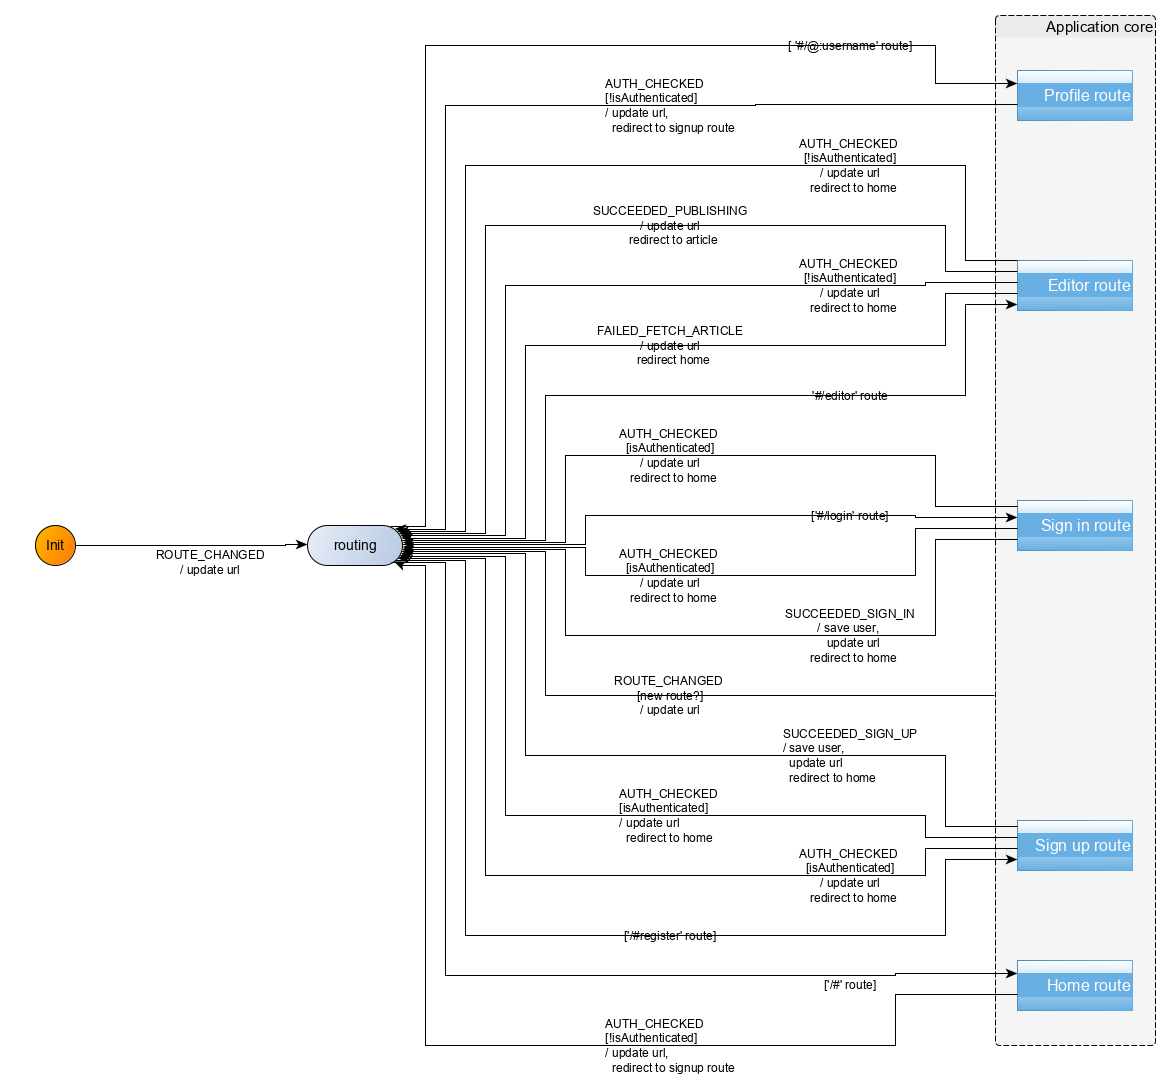 Application core
[ '#/@:username' route]
AUTH_CHECKED
[!isAuthenticated]
/ update url,
redirect to signup route
Profile route
AUTH_CHECKED
[!isAuthenticated]
/ update url
redirect to home
SUCCEEDED_PUBLISHING
/ update url
redirect to article
AUTH_CHECKED
[!isAuthenticated]
/ update url
redirect to home
Editor route
FAILED_FETCH_ARTICLE
/ update url
redirect home
'#/editor' route
AUTH_CHECKED
[isAuthenticated]
/ update url
redirect to home
['#/login' route]
Sign in route
Init
ROUTE_CHANGED
/ update url
routing
AUTH_CHECKED
[isAuthenticated]
/ update url
redirect to home
SUCCEEDED_SIGN_IN
/ save user,
update url
redirect to home
ROUTE_CHANGED
[new route?]
/ update url
SUCCEEDED_SIGN_UP
/ save user,
update url
redirect to home
AUTH_CHECKED
[isAuthenticated]
/ update url
redirect to home
Sign up route
AUTH_CHECKED
[isAuthenticated]
/ update url
redirect to home
['/#register' route]
['/#' route]
Home route
AUTH_CHECKED
[!isAuthenticated]
/ update url,
redirect to signup route